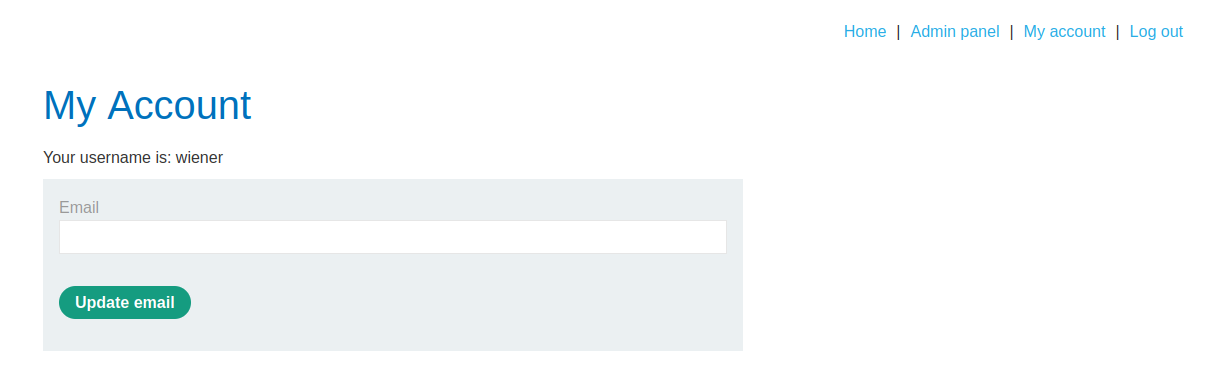 Home | Admin panel | My account | Log out
My Account
Your username is: wiener
Email
Update email